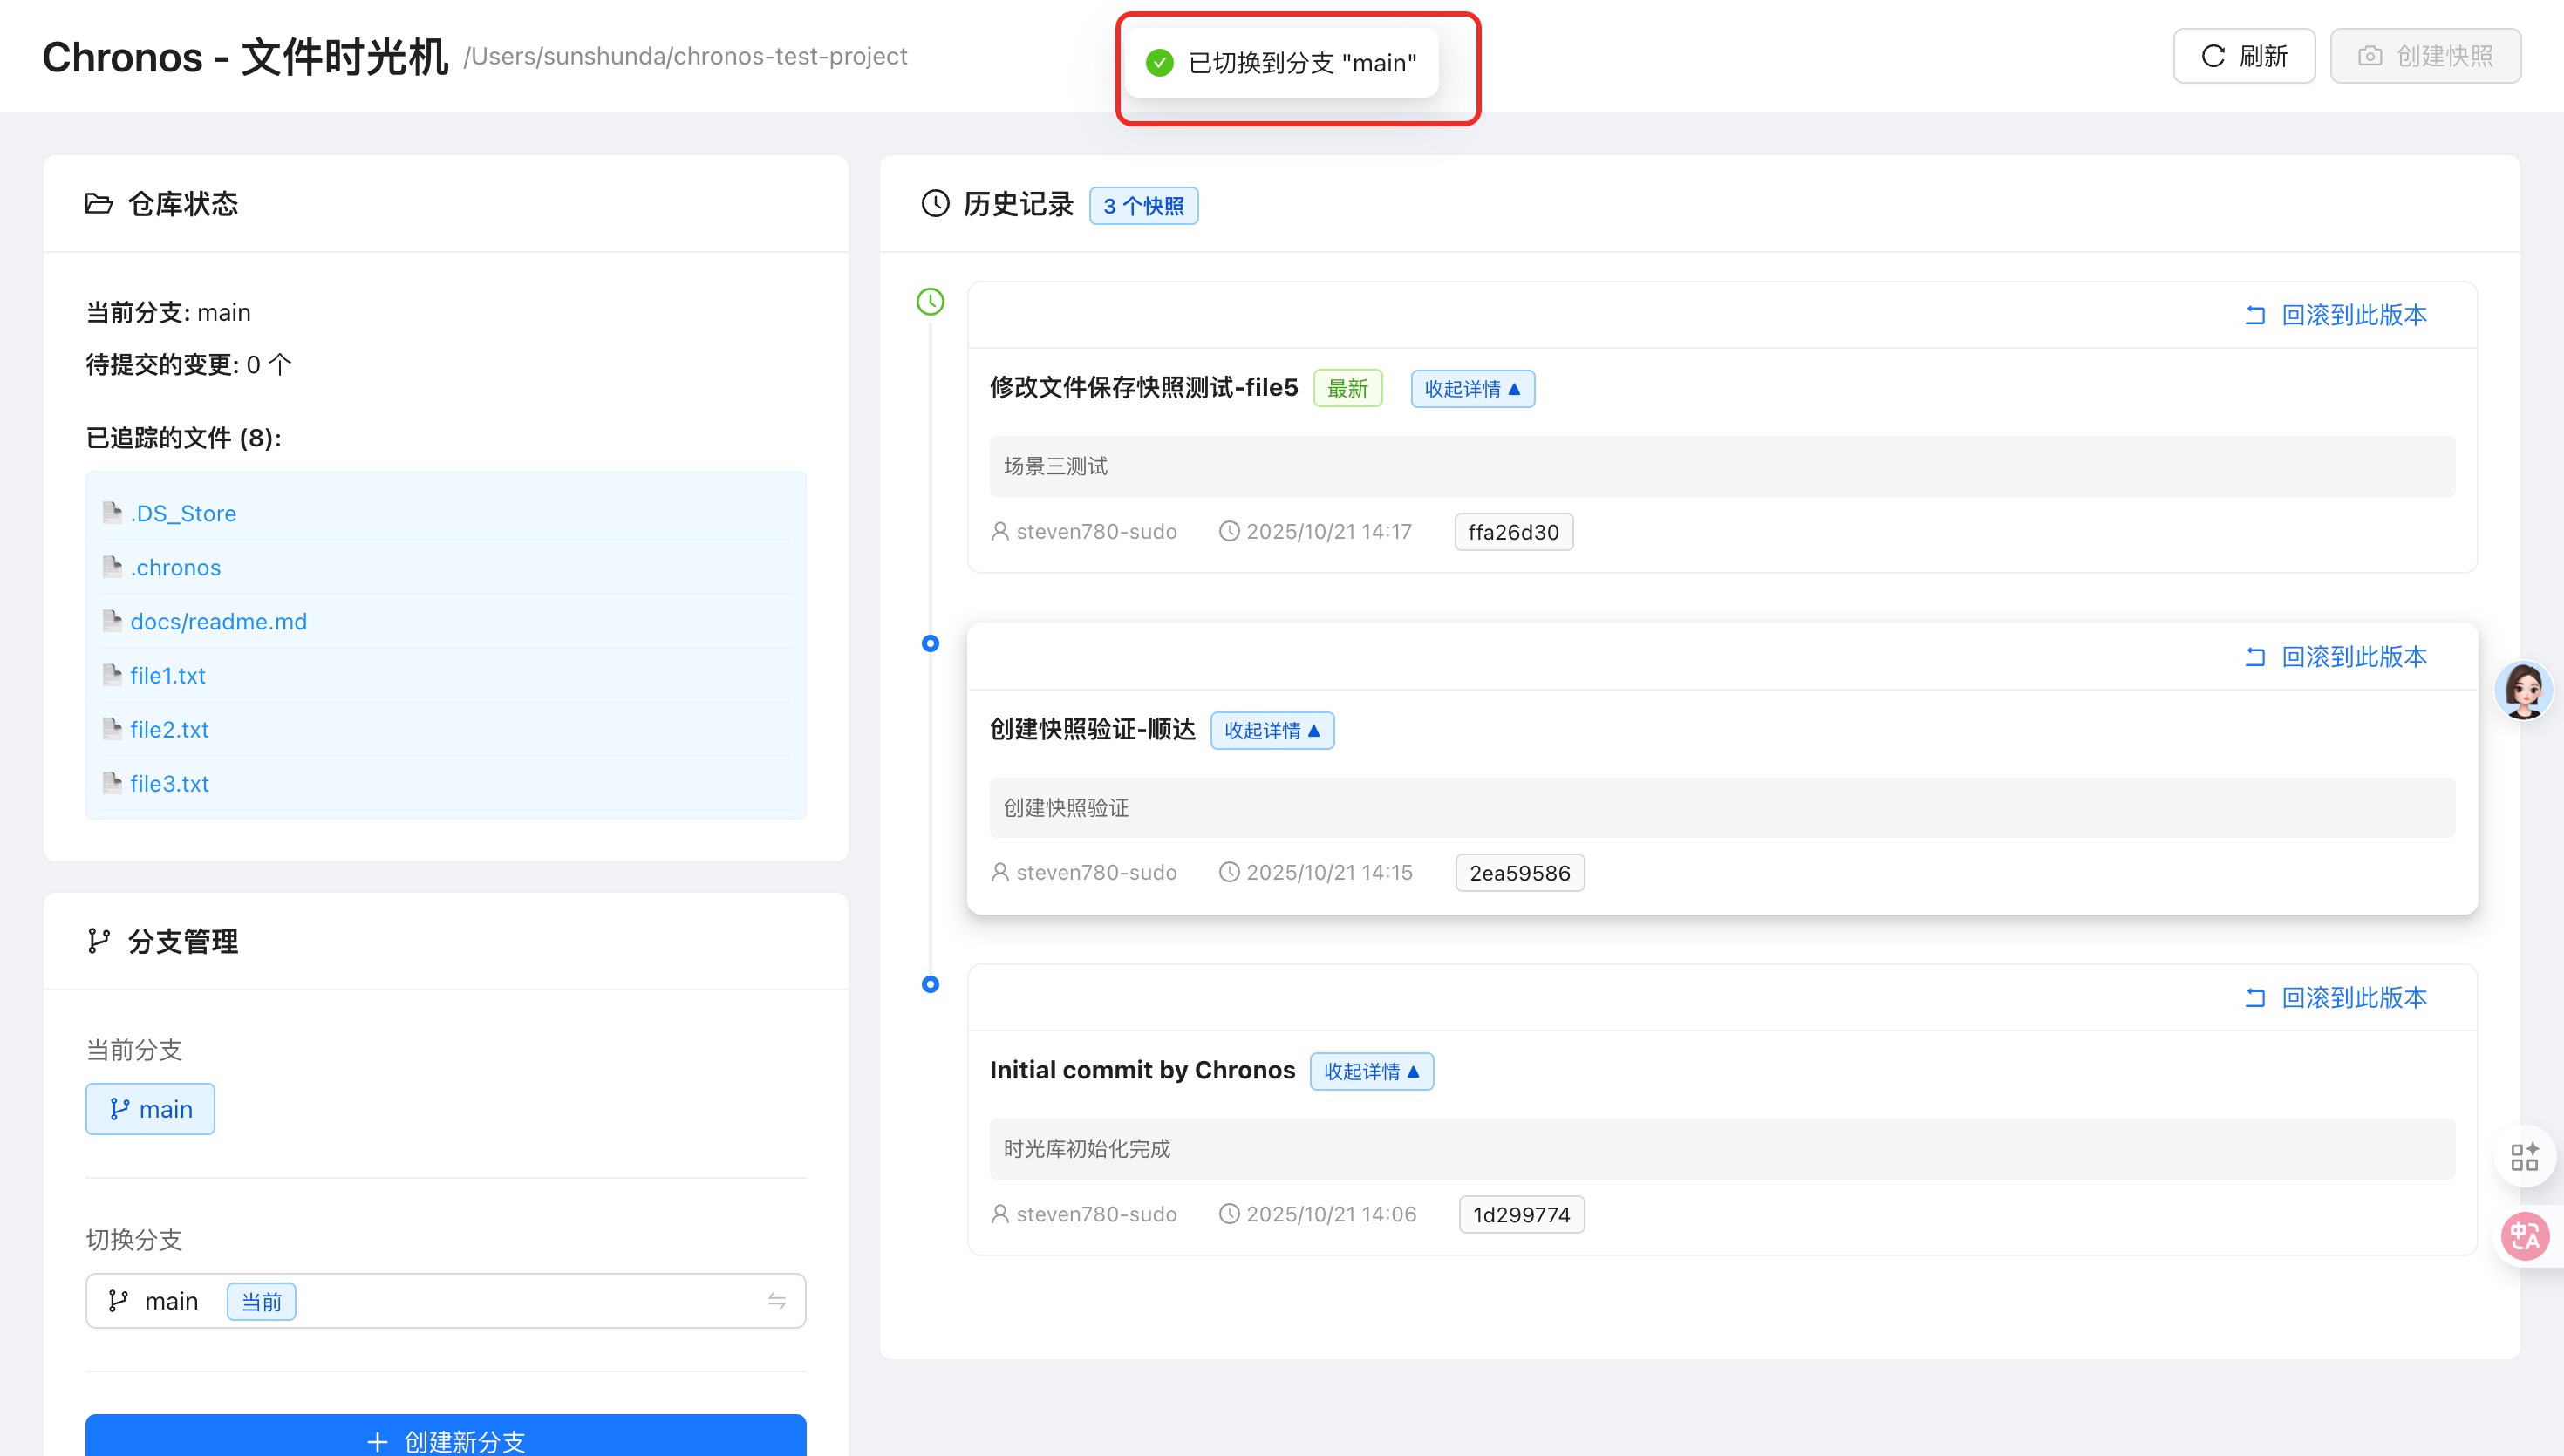 Chronos - 文件时光机 /Users/sunshunda/chronos-test-project
已切换到分支 "main"
刷新
创建快照
仓库状态
当前分支: main
待提交的变更: 0 个
已追踪的文件 (8):
.DS_Store
.chronos
docs/readme.md
file1.txt
file2.txt
file3.txt
分支管理
当前分支
main
切换分支
main 当前
创建新分支
历史记录 3 个快照
回滚到此版本
修改文件保存快照测试-file5 最新 收起详情 ▲
场景三测试
steven780-sudo 2025/10/21 14:17 ffa26d30
回滚到此版本
创建快照验证-顺达 收起详情 ▲
创建快照验证
steven780-sudo 2025/10/21 14:15 2ea59586
回滚到此版本
Initial commit by Chronos 收起详情 ▲
时光库初始化完成
steven780-sudo 2025/10/21 14:06 1d299774
中A